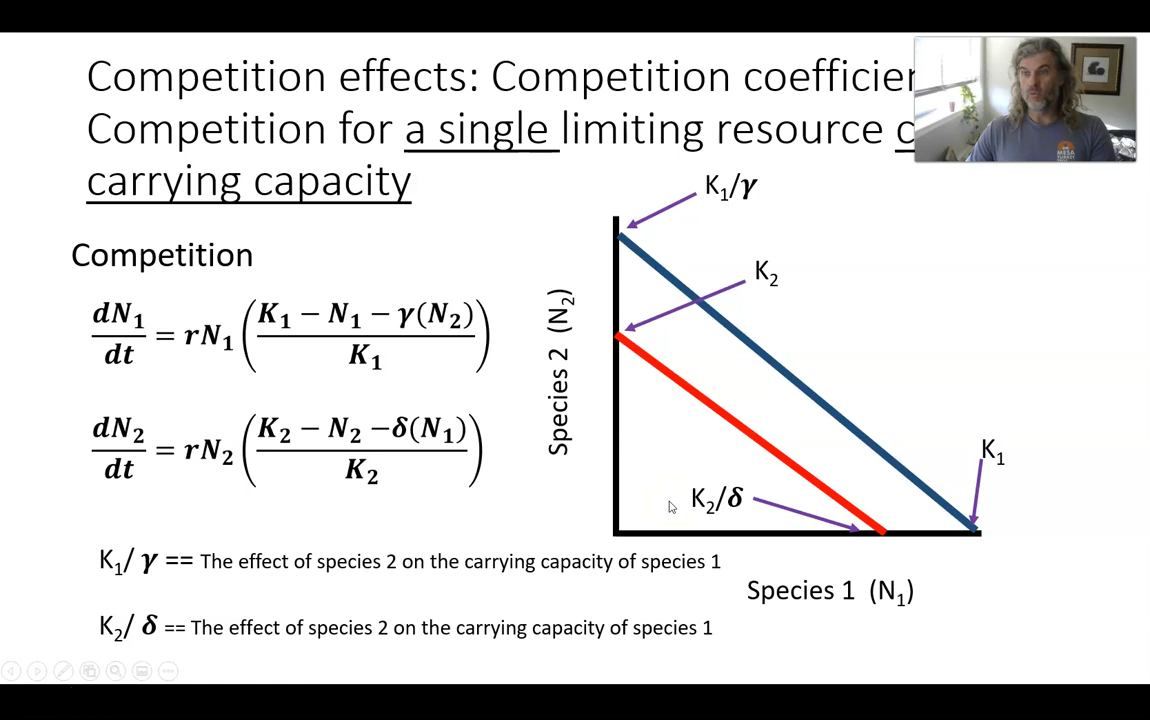 Competition effects: Competition coefficien
Competition for a single limiting resource
carrying capacity
K₁/γ
K₂
Competition
dN₁/dt = rN₁ ((K₁ − N₁ − γ(N₂))/K₁)
dN₂/dt = rN₂ ((K₂ − N₂ −δ(N₁))/K₂)
Species 2 (N₂)
K₁
K₂/δ
K₁/ γ == The effect of species 2 on the carrying capacity of species 1
Species 1 (N₁)
K₂/ δ == The effect of species 2 on the carrying capacity of species 1
MESA